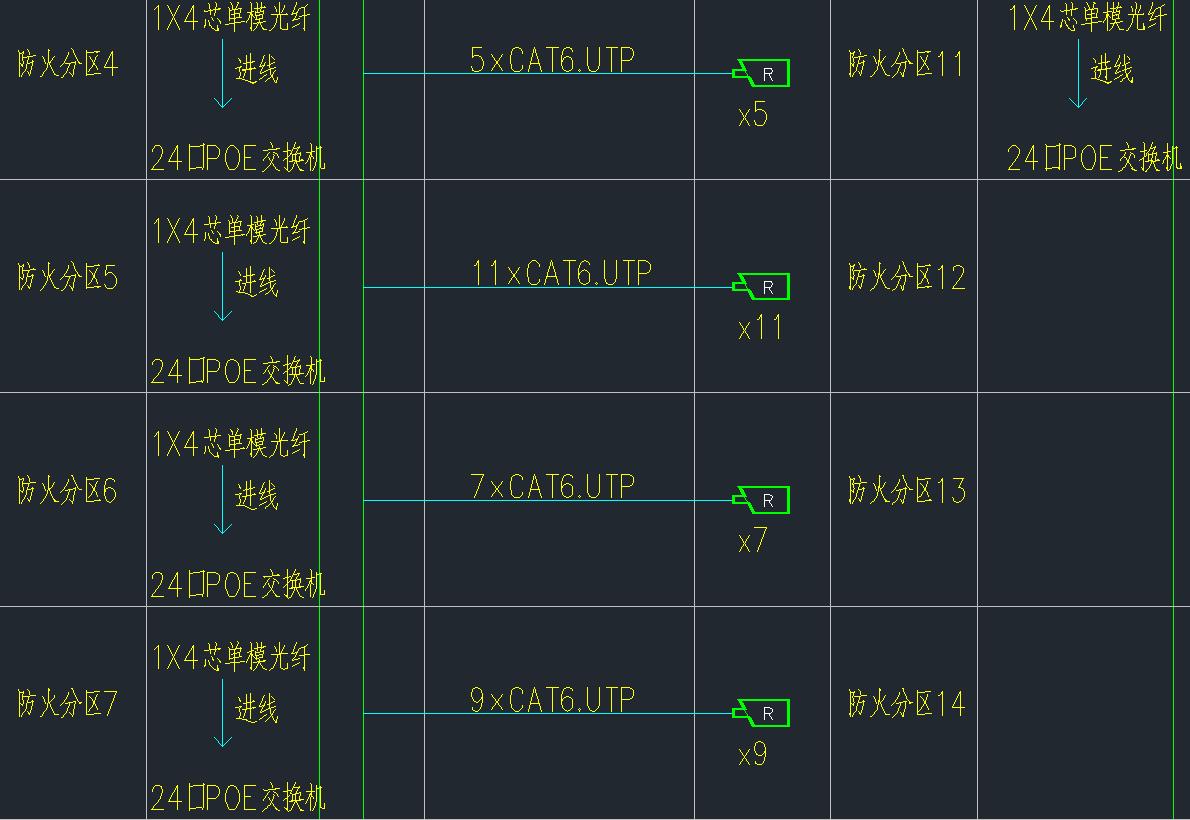 1X4芯单模光纤
防火分区4
进线
5xCAT6.UTP
R
x5
24口POE交换机
防火分区11
1X4芯单模光纤
进线
24口POE交换机
1X4芯单模光纤
防火分区5
进线
11xCAT6.UTP
R
x11
24口POE交换机
防火分区12
1X4芯单模光纤
防火分区6
进线
7xCAT6.UTP
R
x7
24口POE交换机
防火分区13
1X4芯单模光纤
防火分区7
进线
9xCAT6.UTP
R
x9
24口POE交换机
防火分区14